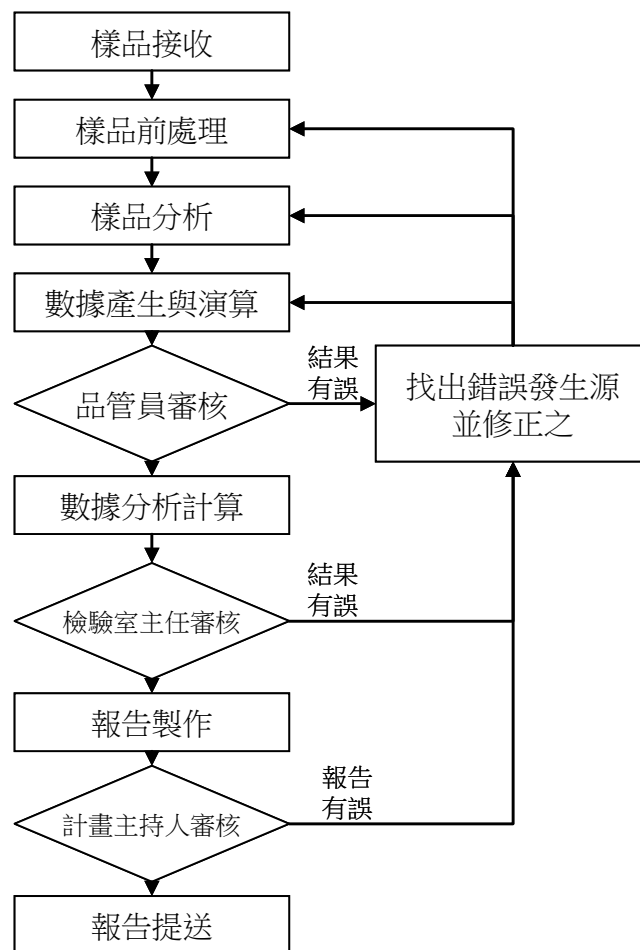 樣品接收
樣品前處理
樣品分析
數據產生與演算
結果
有誤
品管員審核
找出錯誤發生源
並修正之
數據分析計算
結果
有誤
檢驗室主任審核
報告製作
報告
有誤
計畫主持人審核
報告提送